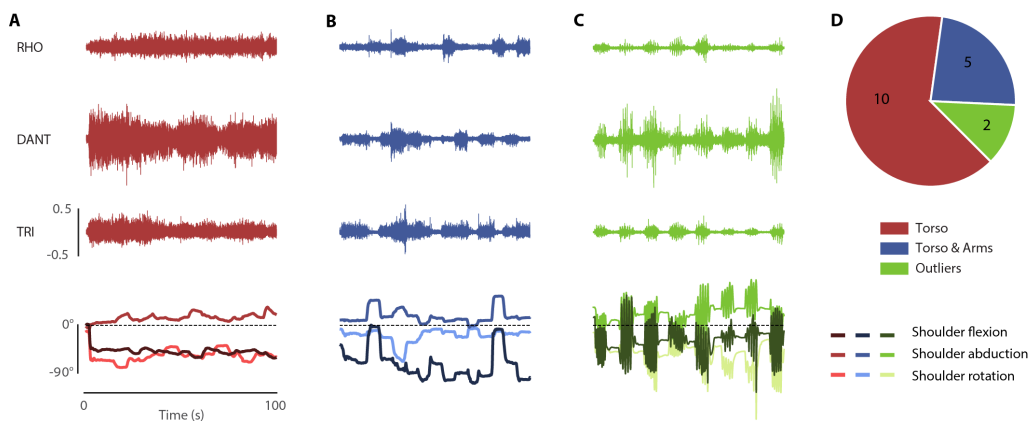 A
B
C
D
RHO
DANT
TRI
0.5
-0.5
0°
-90°
0
100
Time (s)
10
5
2
Torso
Torso & Arms
Outliers
Shoulder flexion
Shoulder abduction
Shoulder rotation